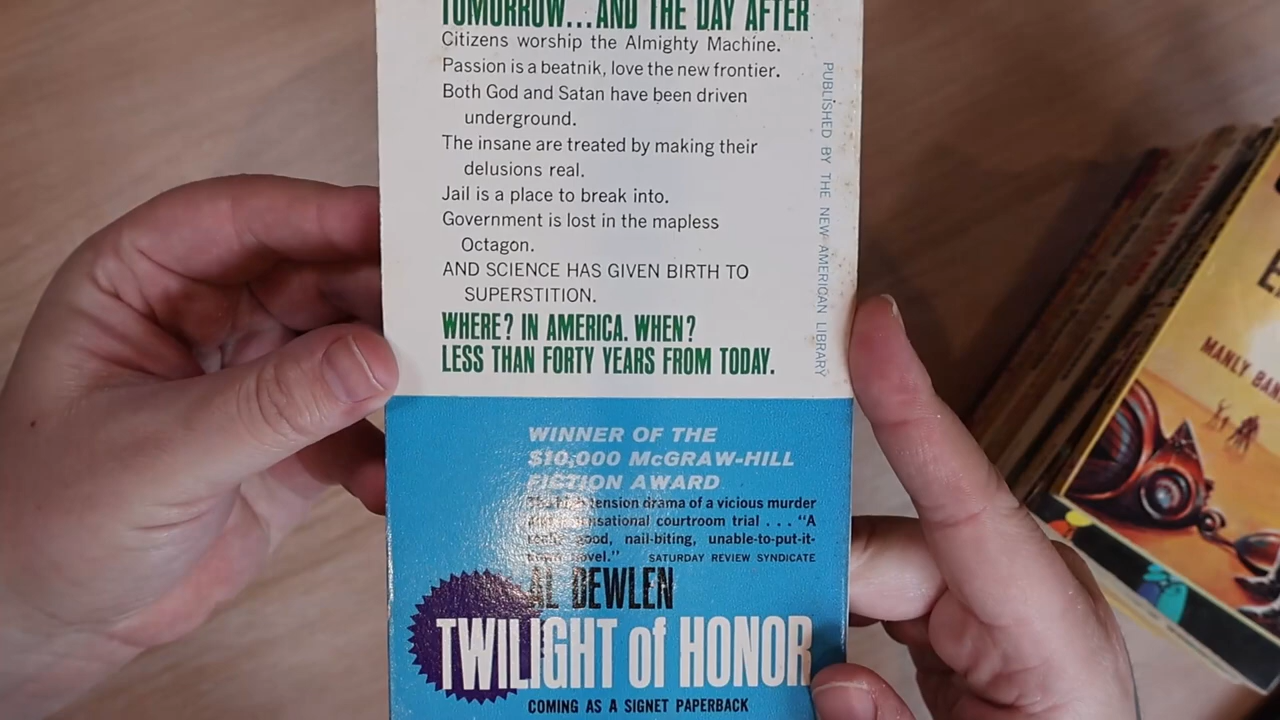 TOMORROW...AND THE DAY AFTER
Citizens worship the Almighty Machine.
Passion is a beatnik, love the new frontier.
Both God and Satan have been driven
underground.
The insane are treated by making their
delusions real.
Jail is a place to break into.
Government is lost in the mapless
Octagon.
AND SCIENCE HAS GIVEN BIRTH TO
SUPERSTITION.
WHERE? IN AMERICA. WHEN?
LESS THAN FORTY YEARS FROM TODAY.
PUBLISHED BY THE NEW AMERICAN LIBRARY
WINNER OF THE
$10,000 McGRAW-HILL
FICTION AWARD
tension drama of a vicious murder
courtroom trial . . . "A
good, nail-biting, unable-to-put-it-
novel." SATURDAY REVIEW SYNDICATE
AL DEWLEN
TWILIGHT of HONOR
COMING AS A SIGNET PAPERBACK
MANLY